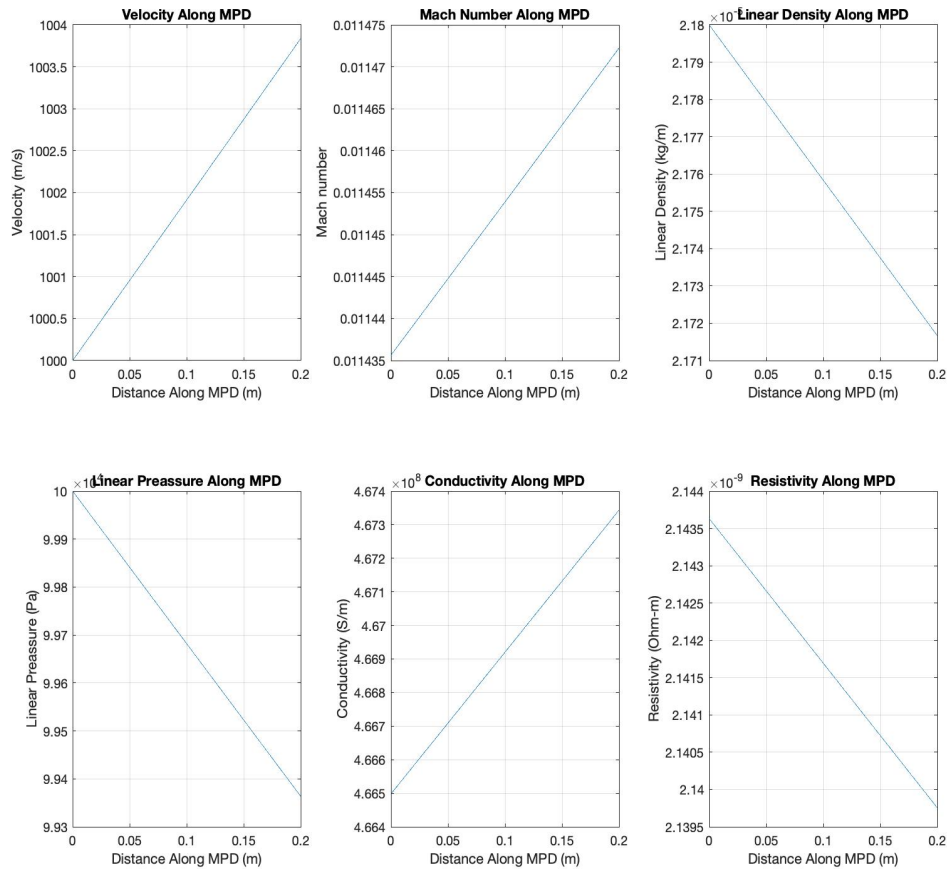 Velocity Along MPD
1004
1003.5
1003
1002.5
1002
1001.5
1001
1000.5
1000
Velocity (m/s)
0 0.05 0.1 0.15 0.2
Distance Along MPD (m)
Mach Number Along MPD
0.011475
0.01147
0.011465
0.01146
0.011455
0.01145
0.011445
0.01144
0.011435
Mach number
0 0.05 0.1 0.15 0.2
Distance Along MPD (m)
Linear Density Along MPD
2.18
2.179
2.178
2.177
2.176
2.175
2.174
2.173
2.172
2.171
Linear Density (kg/m)
0 0.05 0.1 0.15 0.2
Distance Along MPD (m)
Linear Preassure Along MPD
10
9.99
9.98
9.97
9.96
9.95
9.94
9.93
Linear Preassure (Pa)
0 0.05 0.1 0.15 0.2
Distance Along MPD (m)
×10⁸ Conductivity Along MPD
4.674
4.673
4.672
4.671
4.67
4.669
4.668
4.667
4.666
4.665
4.664
Conductivity (S/m)
0 0.05 0.1 0.15 0.2
Distance Along MPD (m)
×10⁻⁹ Resistivity Along MPD
2.144
2.1435
2.143
2.1425
2.142
2.1415
2.141
2.1405
2.14
2.1395
Resistivity (Ohm-m)
0 0.05 0.1 0.15 0.2
Distance Along MPD (m)